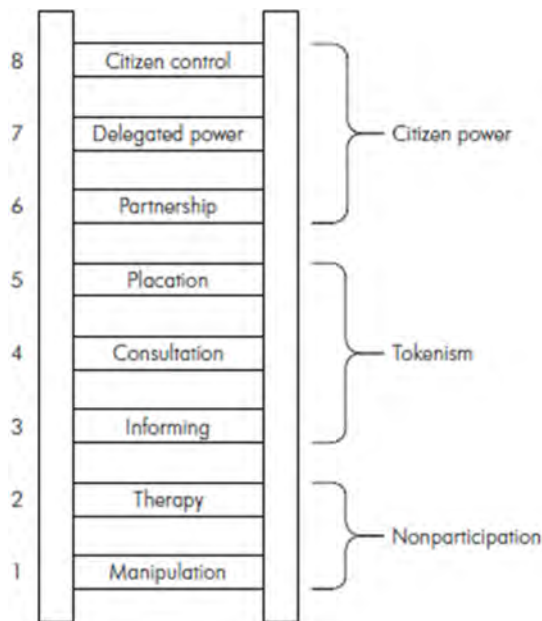 8 Citizen control
7 Delegated power
Citizen power
6 Partnership
5 Placation
4 Consultation
Tokenism
3 Informing
2 Therapy
Nonparticipation
1 Manipulation